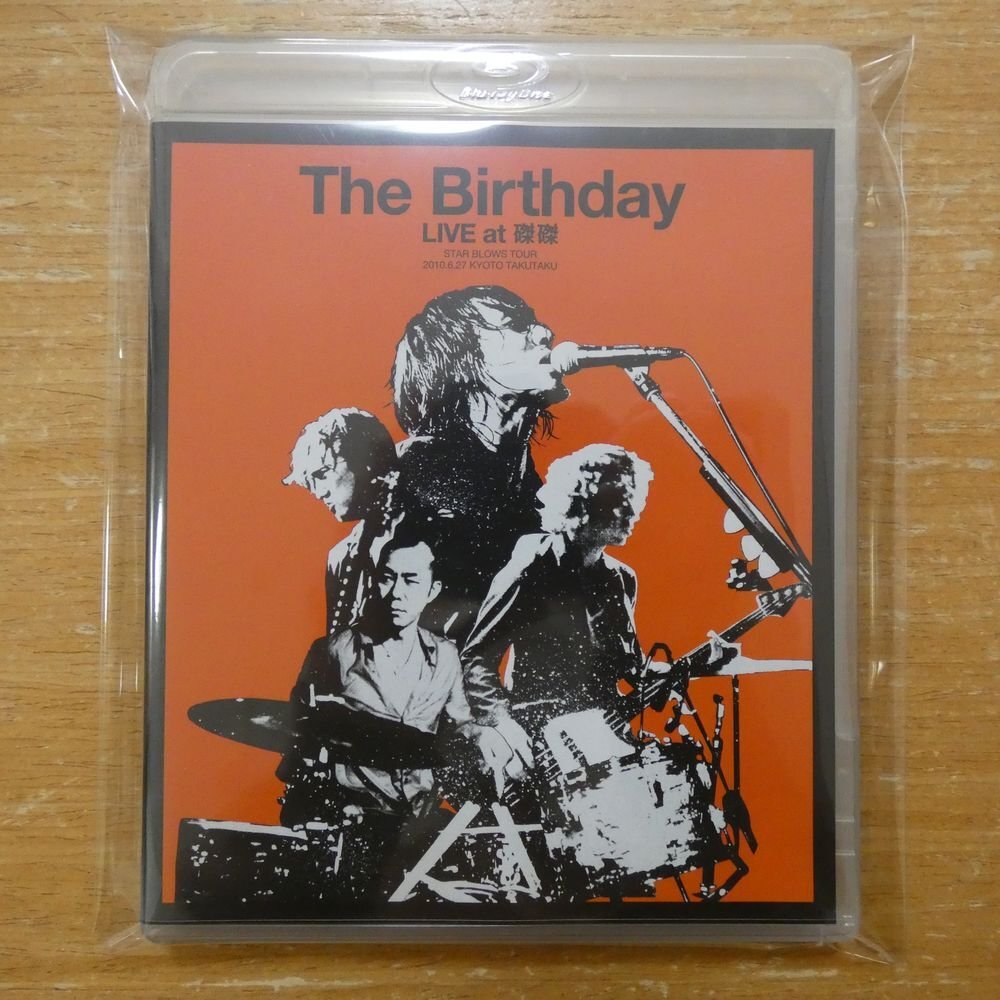 Blu-ray Disc
The Birthday
LIVE at 磔磔
STAR BLOWS TOUR
2010.6.27 KYOTO TAKUTAKU